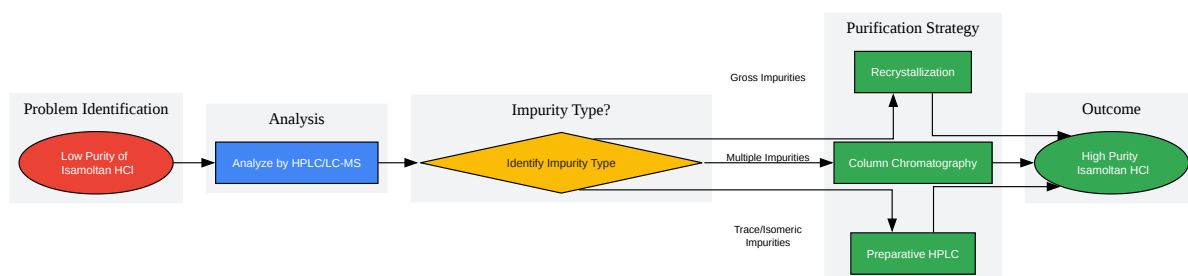 Problem Identification
Low Purity of
Isamoltan HCl
Analysis
Analyze by HPLC/LC-MS
Impurity Type?
Identify Impurity Type
Gross Impurities
Multiple Impurities
Trace/Isomeric
Impurities
Purification Strategy
Recrystallization
Column Chromatography
Preparative HPLC
Outcome
High Purity
Isamoltan HCl